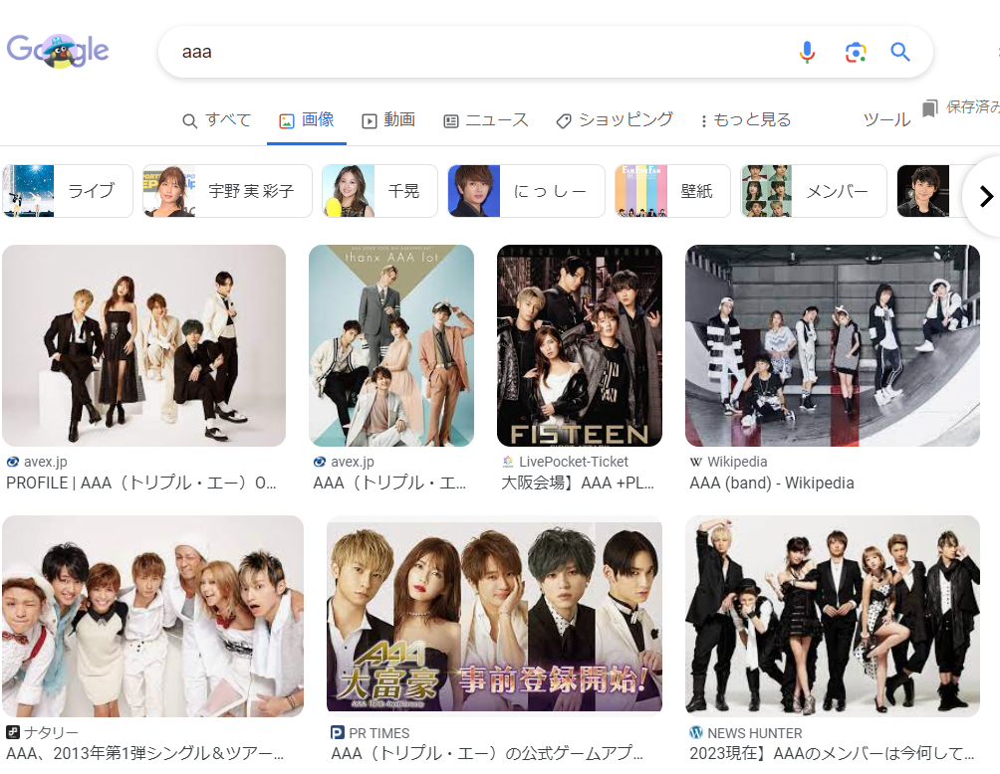 Google
aaa
すべて
画像
動画
ニュース
ショッピング
もっと見る
ツール
保存済み
ライブ
宇野 実 彩子
千晃
にっしー
壁紙
メンバー
thanx AAA lot
FISTEEN
avex.jp
PROFILE | AAA（トリプル・エー）O...
avex.jp
AAA（トリプル・エ...
LivePocket-Ticket
大阪会場】AAA +PL...
Wikipedia
AAA (band) - Wikipedia
AAA
大富豪
事前登録開始!
ナタリー
AAA、2013年第1弾シングル＆ツアー...
PR TIMES
AAA（トリプル・エー）の公式ゲームアプ...
NEWS HUNTER
2023現在】AAAのメンバーは今何して...